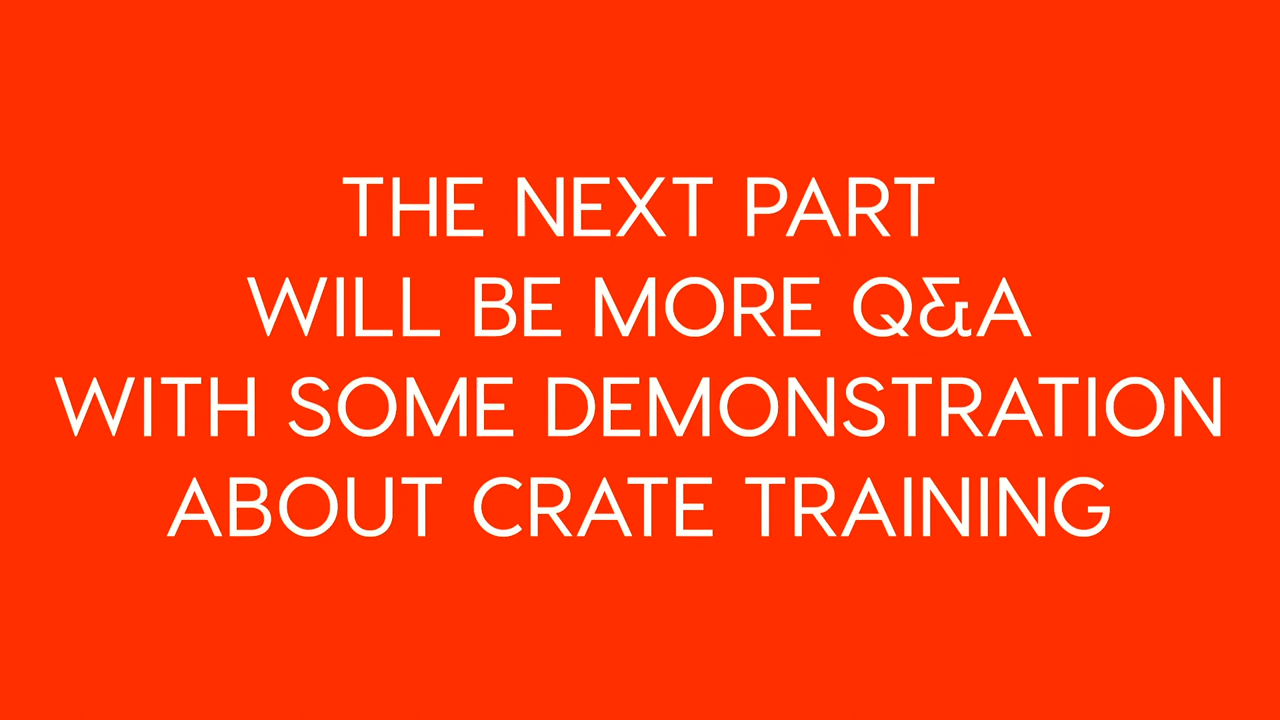 THE NEXT PART
WILL BE MORE Q&A
WITH SOME DEMONSTRATION
ABOUT CRATE TRAINING